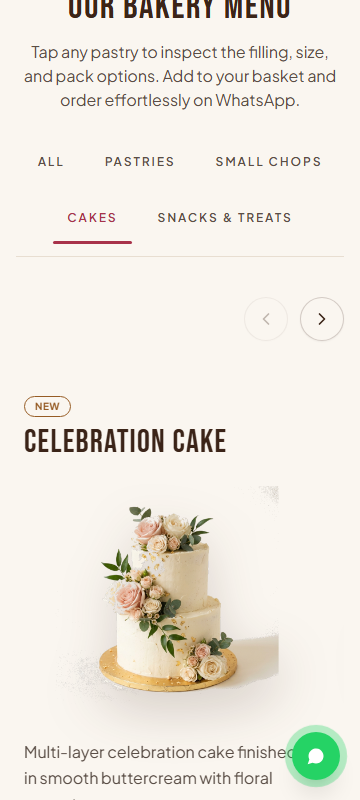 OUR BAKERY MENU
Tap any pastry to inspect the filling, size,
and pack options. Add to your basket and
order effortlessly on WhatsApp.
ALL PASTRIES SMALL CHOPS
CAKES SNACKS & TREATS
NEW
CELEBRATION CAKE
Multi-layer celebration cake finished
in smooth buttercream with floral